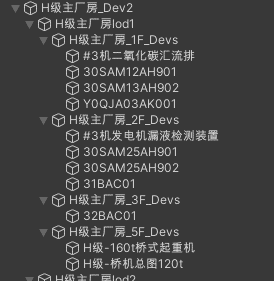 H级主厂房_Dev2
H级主厂房lod1
H级主厂房_1F_Devs
#3机二氧化碳汇流排
30SAM12AH901
30SAM13AH902
Y0QJA03AK001
H级主厂房_2F_Devs
#3机发电机漏液检测装置
30SAM25AH901
30SAM25AH902
31BAC01
H级主厂房_3F_Devs
32BAC01
H级主厂房_5F_Devs
H级-160t桥式起重机
H级-桥机总图120t
H级主厂房lod2